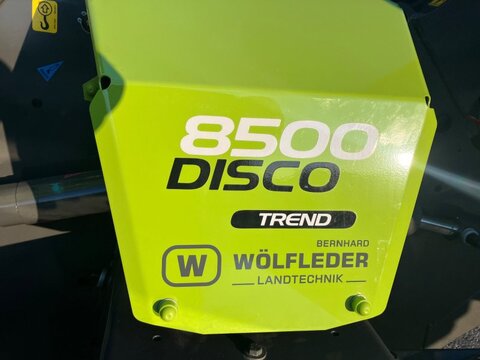 8500
DISCO
TREND
BERNHARD
W WÖLFLEDER
LANDTECHNIK